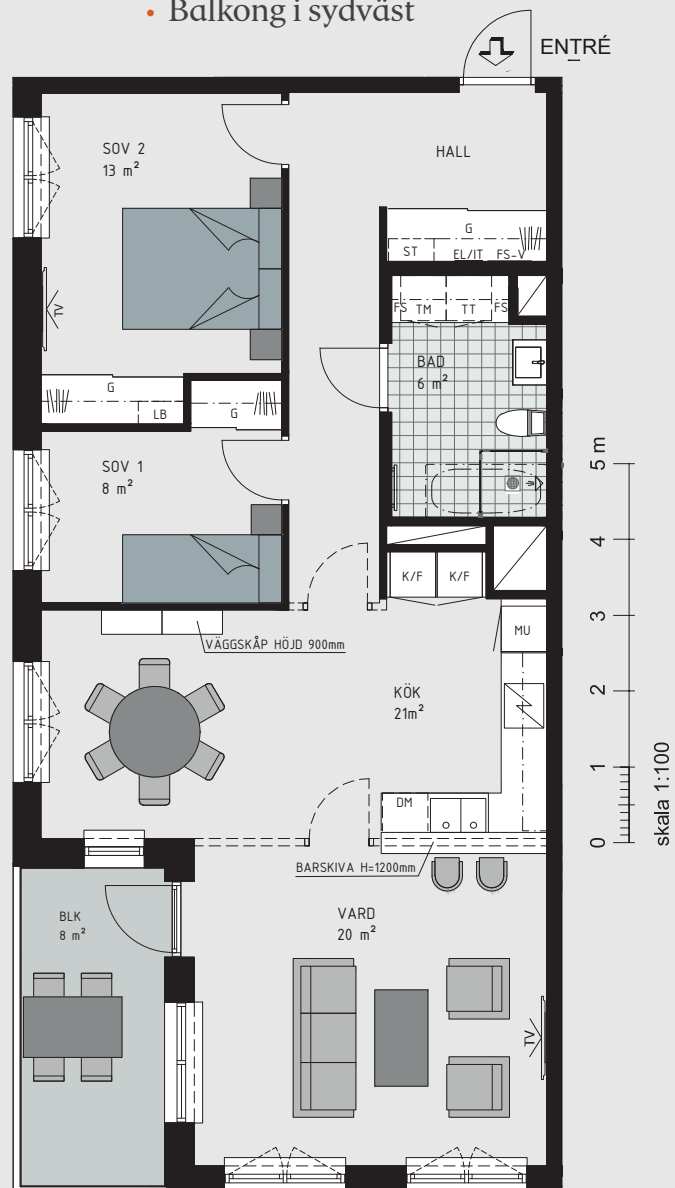 • Balkong i sydväst
ENTRÉ
SOV 2
13 m²
HALL
G
ST EL/IT FS-V
TV
FS TM TT FS
BAD
6 m²
G
LB
G
SOV 1
8 m²
K/F K/F
MU
VÄGGSKÅP HÖJD 900mm
KÖK
21m²
DM
BARSKIVA H=1200mm
BLK
8 m²
VARD
20 m²
TV
5 m
4
3
2
1
0
skala 1:100